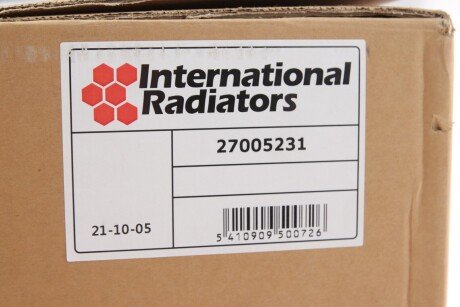 International
Radiators
27005231
21-10-05
5 410909 500726